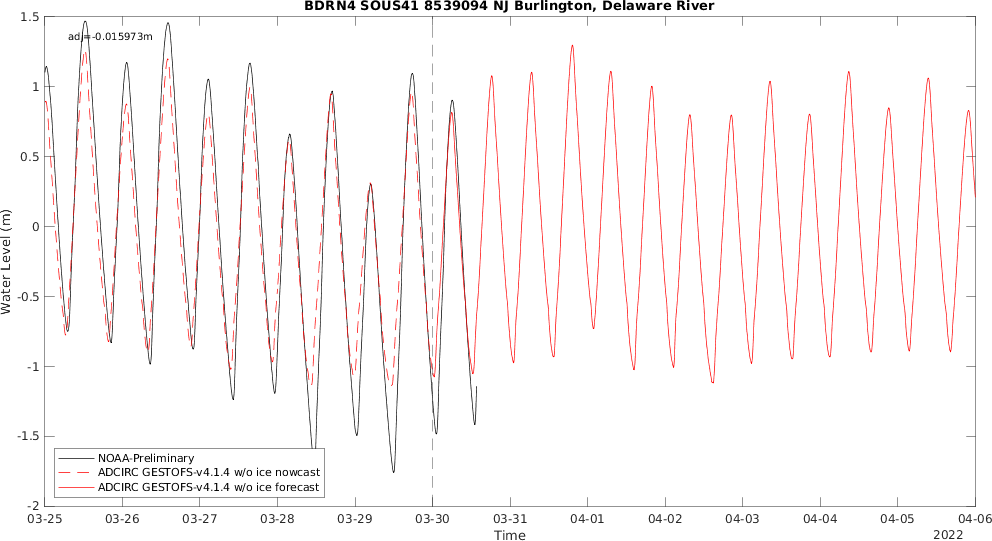 BDRN4 SOUS41 8539094 NJ Burlington, Delaware River
adj=-0.015973m
1.5
1
0.5
0
-0.5
-1
-1.5
-2
Water Level (m)
NOAA-Preliminary
ADCIRC GESTOFS-v4.1.4 w/o ice nowcast
ADCIRC GESTOFS-v4.1.4 w/o ice forecast
03-25 03-26 03-27 03-28 03-29 03-30 03-31 04-01 04-02 04-03 04-04 04-05 04-06
Time
2022